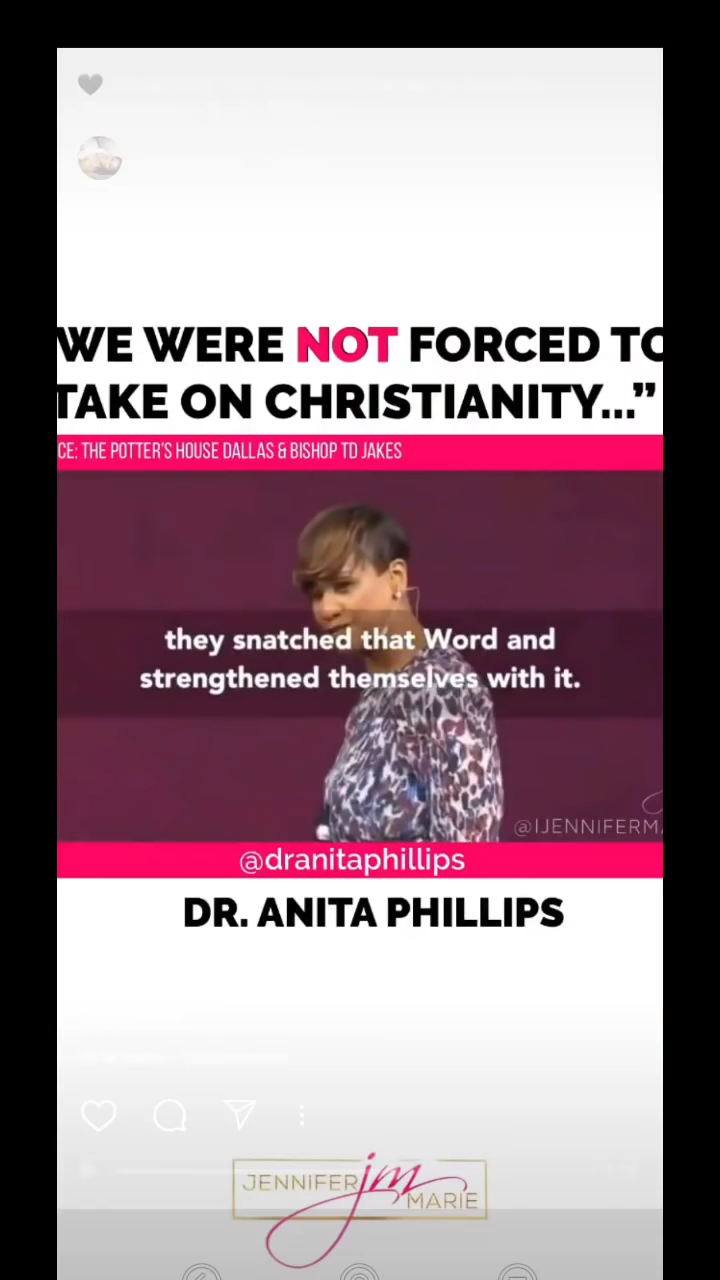 WE WERE NOT FORCED TO
TAKE ON CHRISTIANITY...”
CE: THE POTTER'S HOUSE DALLAS & BISHOP TD JAKES
they snatched that Word and
strengthened themselves with it.
@IJENNIFERMA
@dranitaphillips
DR. ANITA PHILLIPS
JENNIFER jm MARIE